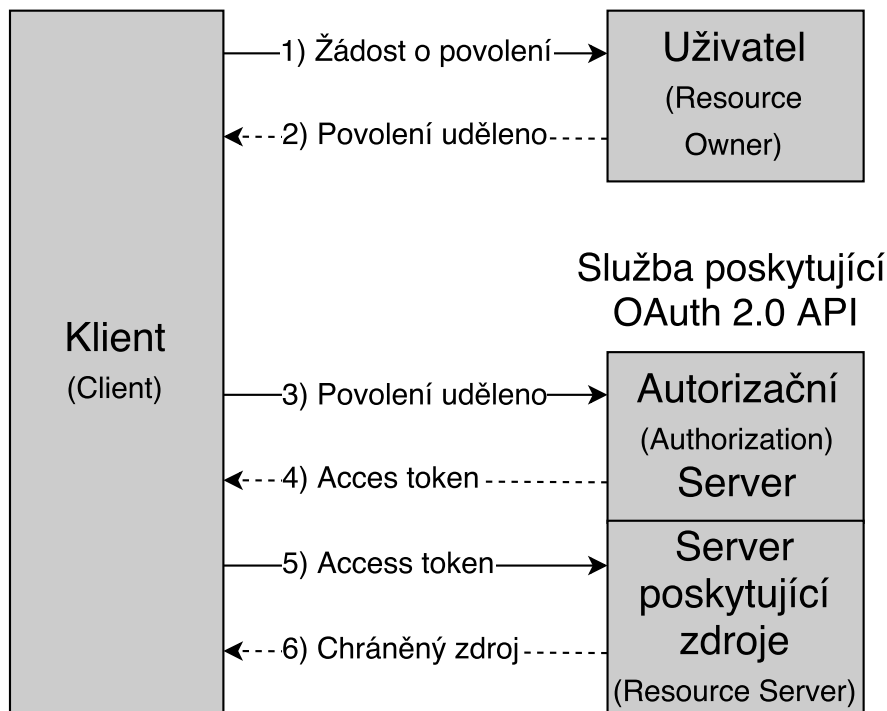 1) Žádost o povolení
Uživatel
(Resource
Owner)
2) Povolení uděleno
Služba poskytující
OAuth 2.0 API
Klient
(Client)
3) Povolení uděleno
Autorizační
(Authorization)
Server
4) Acces token
5) Access token
Server
poskytující
zdroje
(Resource Server)
6) Chráněný zdroj